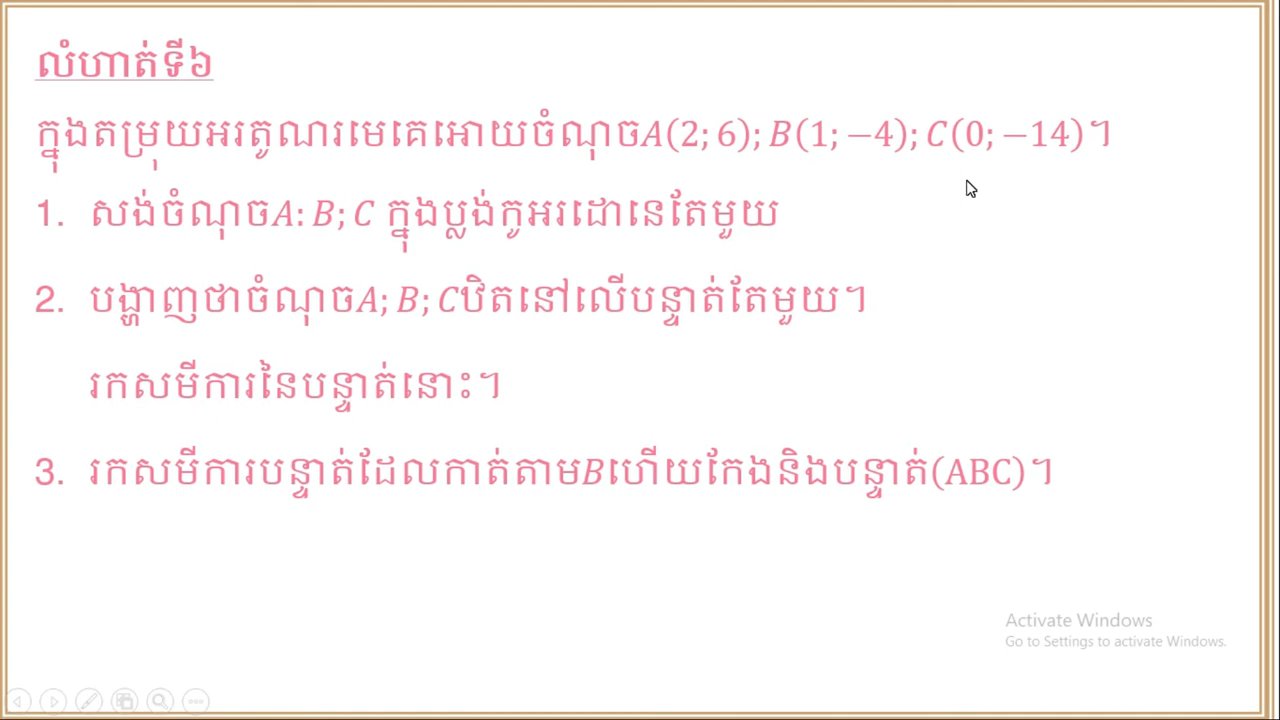 លំហាត់ទី៦
ក្នុងតម្រុយអរតូណរមេគេអោយចំណុចA(2; 6); B(1; −4); C(0; −14)។
1. សង់ចំណុចA: B; C ក្នុងប្លង់កូអរដោនេតែមួយ
2. បង្ហាញថាចំណុចA; B; Cឋិតនៅលើបន្ទាត់តែមួយ។
រកសមីការនៃបន្ទាត់នោះ។
3. រកសមីការបន្ទាត់ដែលកាត់តាមBហើយកែងនិងបន្ទាត់(ABC)។
Activate Windows
Go to Settings to activate Windows.